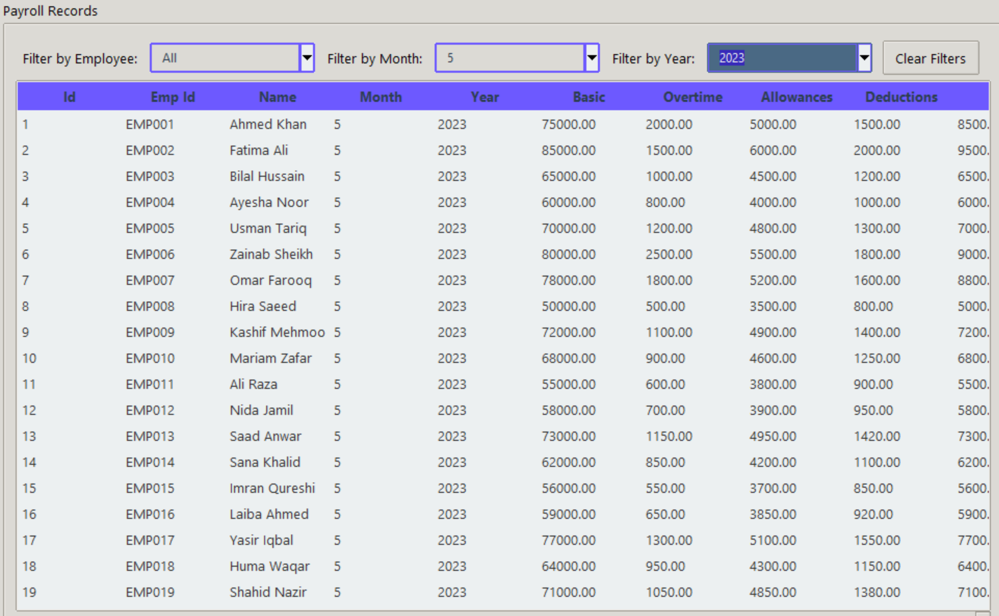 Payroll Records
Filter by Employee: All Filter by Month: 5 Filter by Year: 2023 Clear Filters
Id Emp Id Name Month Year Basic Overtime Allowances Deductions
1 EMP001 Ahmed Khan 5 2023 75000.00 2000.00 5000.00 1500.00 8500.
2 EMP002 Fatima Ali 5 2023 85000.00 1500.00 6000.00 2000.00 9500.
3 EMP003 Bilal Hussain 5 2023 65000.00 1000.00 4500.00 1200.00 6500.
4 EMP004 Ayesha Noor 5 2023 60000.00 800.00 4000.00 1000.00 6000.
5 EMP005 Usman Tariq 5 2023 70000.00 1200.00 4800.00 1300.00 7000.
6 EMP006 Zainab Sheikh 5 2023 80000.00 2500.00 5500.00 1800.00 9000.
7 EMP007 Omar Farooq 5 2023 78000.00 1800.00 5200.00 1600.00 8800.
8 EMP008 Hira Saeed 5 2023 50000.00 500.00 3500.00 800.00 5000.
9 EMP009 Kashif Mehmoo 5 2023 72000.00 1100.00 4900.00 1400.00 7200.
10 EMP010 Mariam Zafar 5 2023 68000.00 900.00 4600.00 1250.00 6800.
11 EMP011 Ali Raza 5 2023 55000.00 600.00 3800.00 900.00 5500.
12 EMP012 Nida Jamil 5 2023 58000.00 700.00 3900.00 950.00 5800.
13 EMP013 Saad Anwar 5 2023 73000.00 1150.00 4950.00 1420.00 7300.
14 EMP014 Sana Khalid 5 2023 62000.00 850.00 4200.00 1100.00 6200.
15 EMP015 Imran Qureshi 5 2023 56000.00 550.00 3700.00 850.00 5600.
16 EMP016 Laiba Ahmed 5 2023 59000.00 650.00 3850.00 920.00 5900.
17 EMP017 Yasir Iqbal 5 2023 77000.00 1300.00 5100.00 1550.00 7700.
18 EMP018 Huma Waqar 5 2023 64000.00 950.00 4300.00 1150.00 6400.
19 EMP019 Shahid Nazir 5 2023 71000.00 1050.00 4850.00 1380.00 7100.